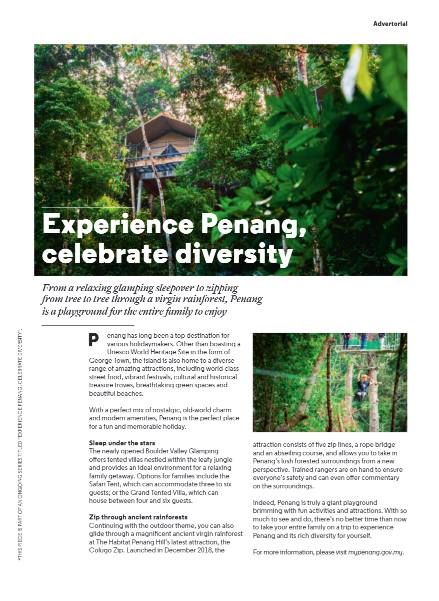 Advertorial
Experience Penang,
celebrate diversity
From a relaxing glamping sleepover to zipping
from tree to tree through a virgin rainforest, Penang
is a playground for the entire family to enjoy
Penang has long been a top destination for
various holidaymakers. Other than boasting a
Unesco World Heritage Site in the form of
George Town, the island is also home to a diverse
range of amazing attractions, including world-class
street food, vibrant festivals, cultural and historical
treasure troves, breathtaking green spaces and
beautiful beaches.
With a perfect mix of nostalgic, old-world charm
and modern amenities, Penang is the perfect place
for a fun and memorable holiday.
Sleep under the stars
The newly opened Boulder Valley Glamping
offers tented villas nestled within the leafy jungle
and provides an ideal environment for a relaxing
family getaway. Options for families include the
Safari Tent, which can accommodate three to six
guests; or the Grand Tented Villa, which can
house between four and six guests.
Zip through ancient rainforests
Continuing with the outdoor theme, you can also
glide through a magnificent ancient virgin rainforest
at The Habitat Penang Hill's latest attraction, the
Colugo Zip. Launched in December 2018, the
attraction consists of five zip lines, a rope bridge
and an abseiling course, and allows you to take in
Penang's lush forested surroundings from a new
perspective. Trained rangers are on hand to ensure
everyone's safety and can even offer commentary
on the surroundings.
Indeed, Penang is truly a giant playground
brimming with fun activities and attractions. With so
much to see and do, there's no better time than now
to take your entire family on a trip to experience
Penang and its rich diversity for yourself.
For more information, please visit mypenang.gov.my.
*THIS PIECE IS PART OF AN ONGOING SERIES TITLED "EXPERIENCE PENANG, CELEBRATE DIVERSITY".